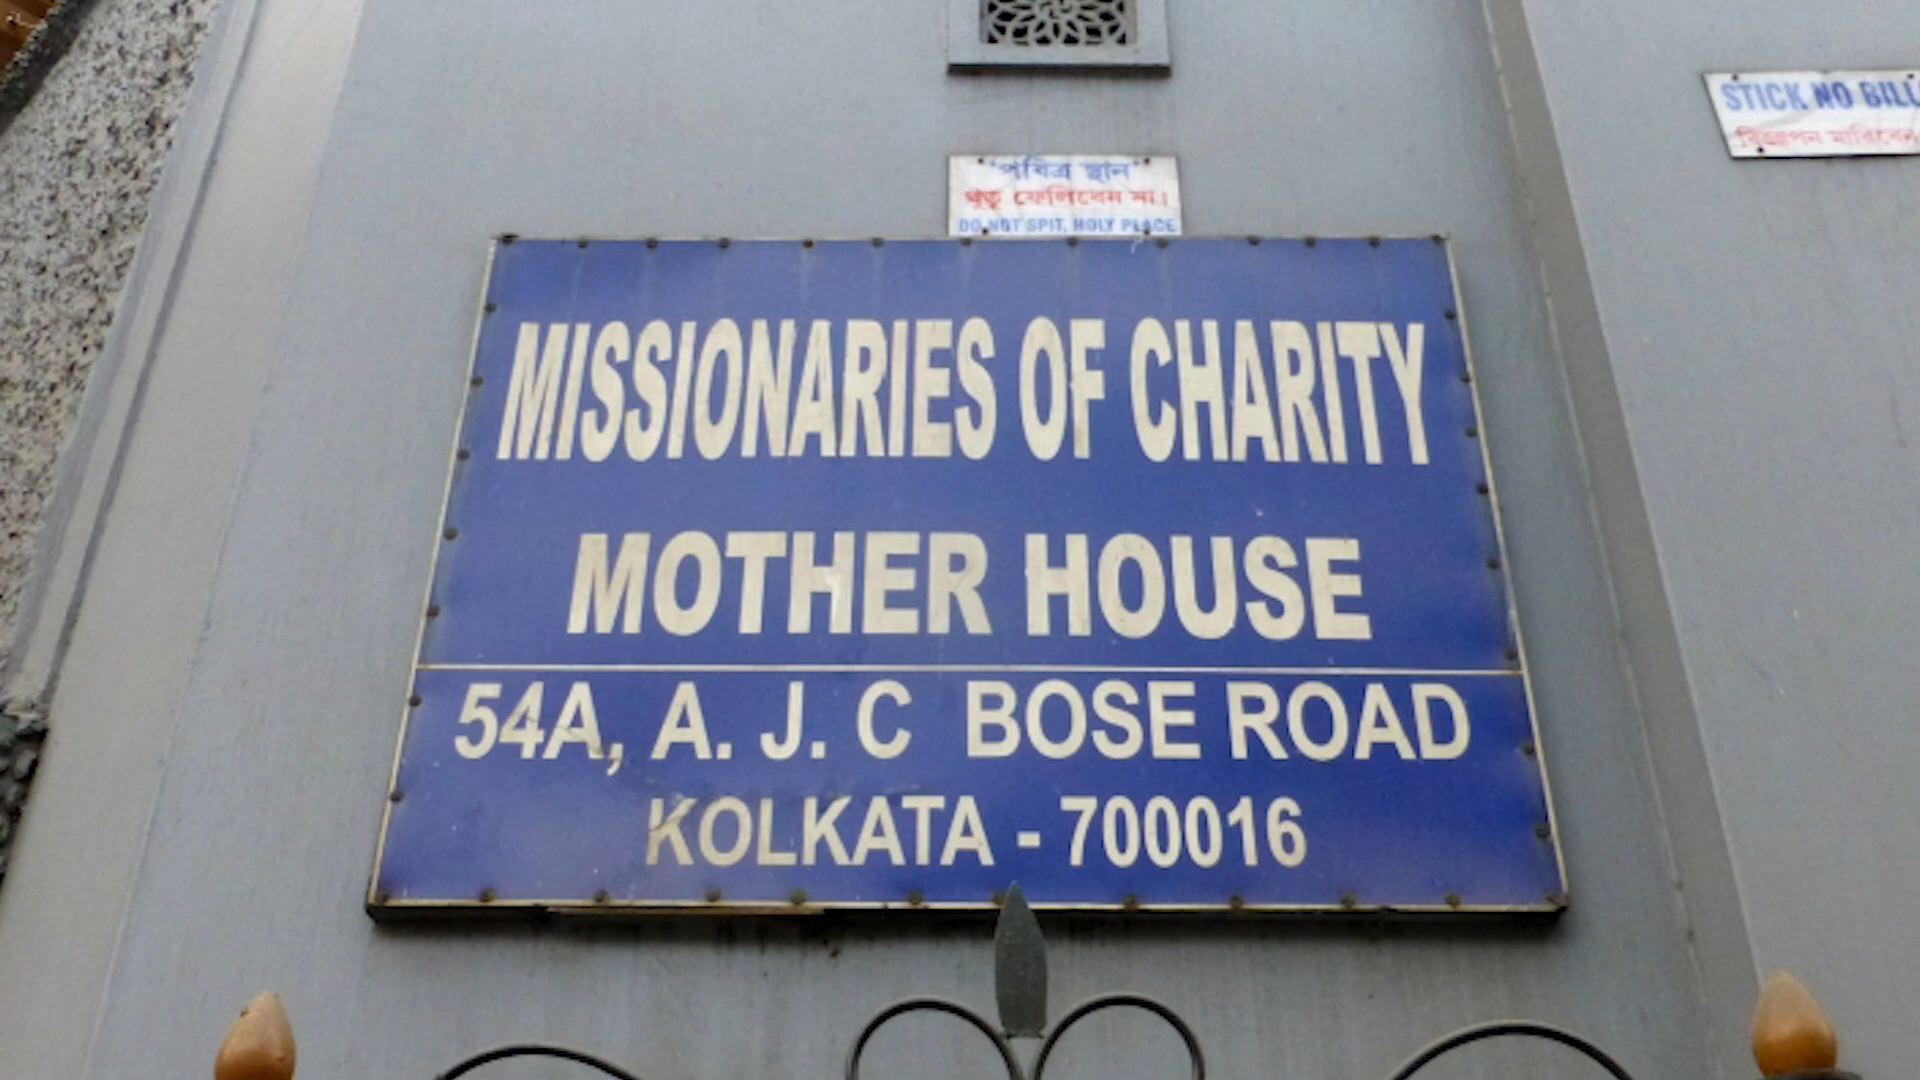 STICK NO BILL
বিজ্ঞাপন মারিবেন
"পবিত্র স্থান"
থুতু ফেলিবেন না।
DO NOT SPIT. HOLY PLACE
MISSIONARIES OF CHARITY
MOTHER HOUSE
54A, A. J. C BOSE ROAD
KOLKATA - 700016